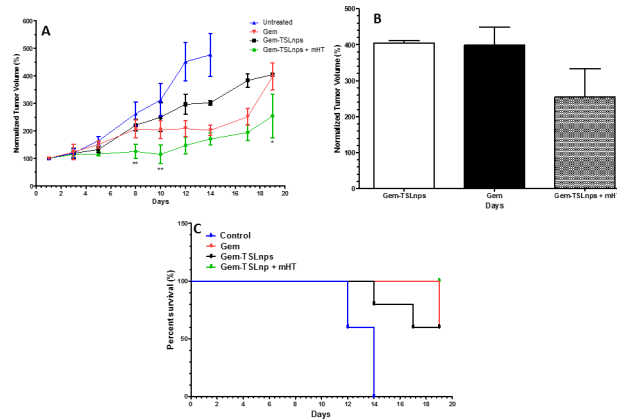 A
Untreated
Gem
Gem-TSLnps
Gem-TSLnps + mHT
Normalized Tumor Volume (%)
600
500
400
300
200
100
0
**
**
**
*
0 2 4 6 8 10 12 14 16 18 20
Days
B
Normalized Tumor Volume (%)
500
400
300
200
100
0
Gem-TSLnps Gem Gem-TSLnps + mHT
Days
C
Control
Gem
Gem-TSLnps
Gem-TSLnp + mHT
Percent survival (%)
150
100
50
0
0 2 4 6 8 10 12 14 16 18 20
Days